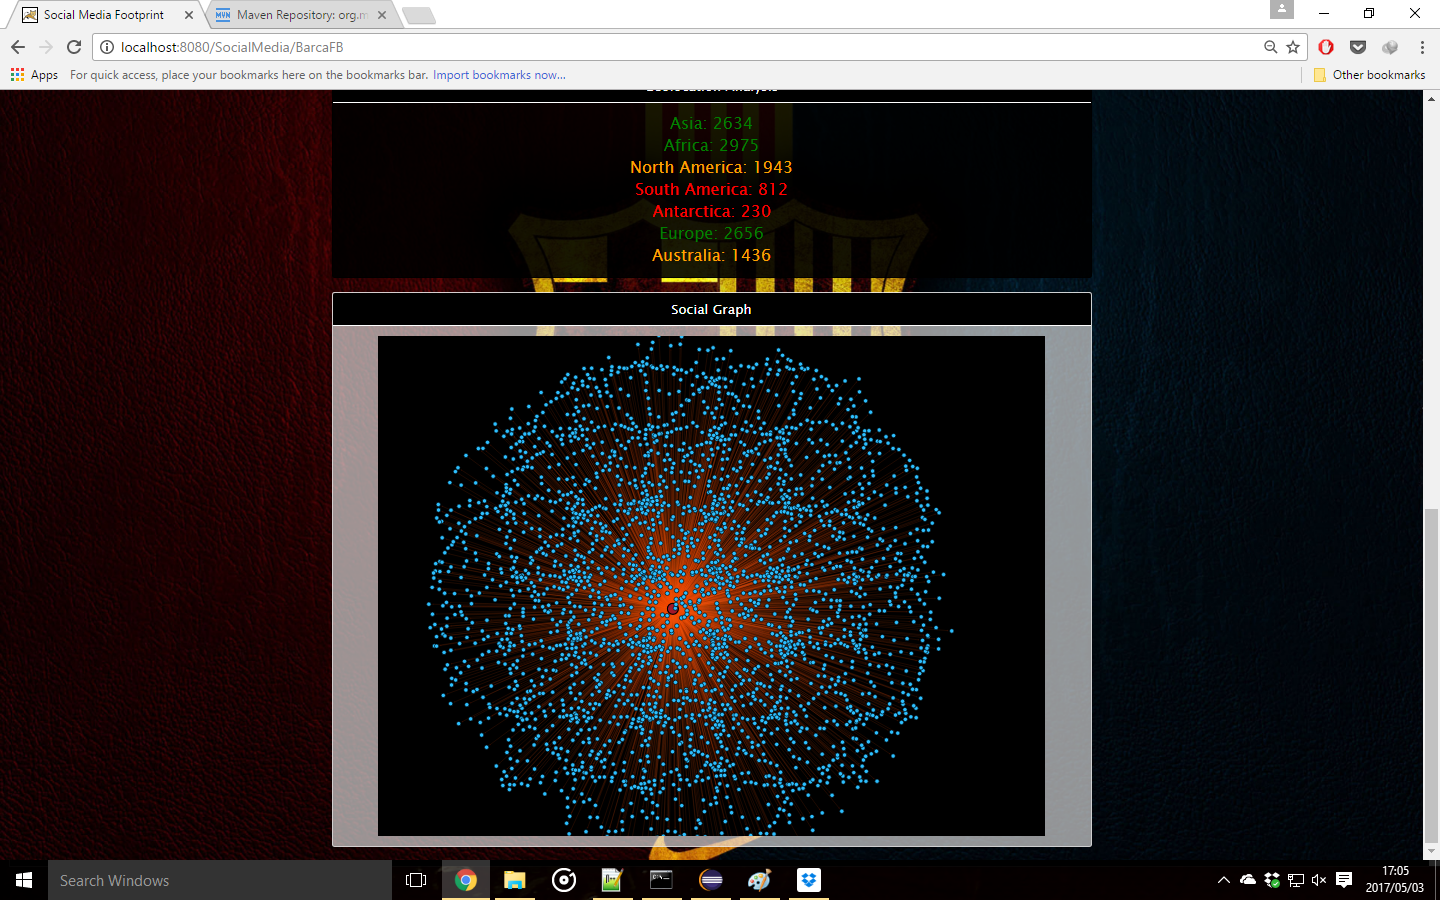 Social Media Footprint
Maven Repository: org.m
localhost:8080/SocialMedia/BarcaFB
Apps
For quick access, place your bookmarks here on the bookmarks bar. Import bookmarks now...
Other bookmarks
Asia: 2634
Africa: 2975
North America: 1943
South America: 812
Antarctica: 230
Europe: 2656
Australia: 1436
Social Graph
Search Windows
17:05
2017/05/03